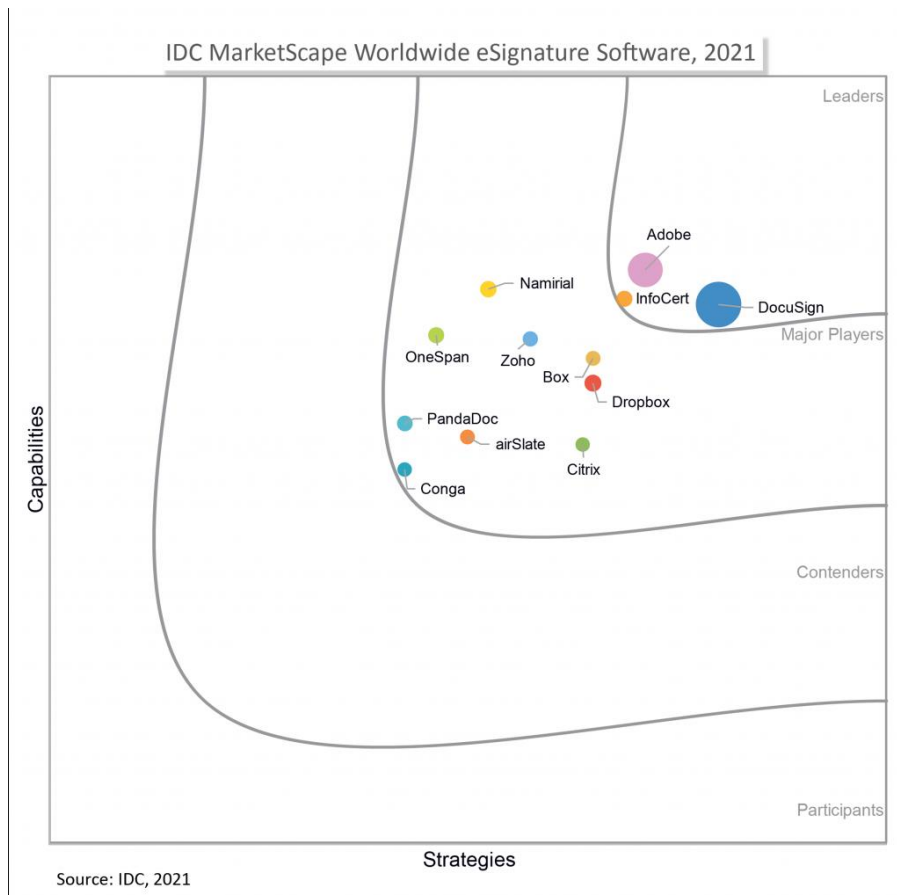 IDC MarketScape Worldwide eSignature Software, 2021
Leaders
Adobe
Namirial
InfoCert
DocuSign
Major Players
OneSpan
Zoho
Box
Dropbox
PandaDoc
airSlate
Citrix
Conga
Capabilities
Contenders
Participants
Strategies
Source: IDC, 2021